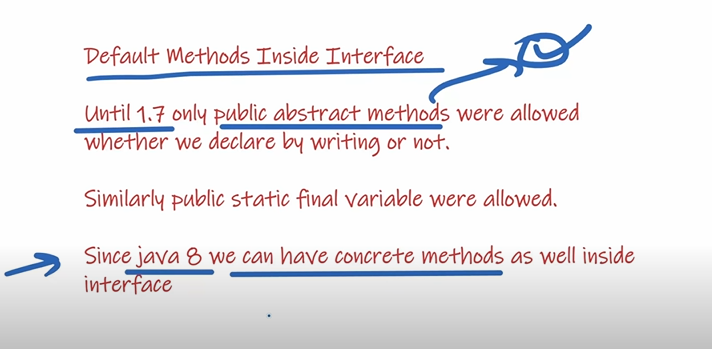 Default Methods Inside Interface
Until 1.7 only public abstract methods were allowed
whether we declare by writing or not.
Similarly public static final variable were allowed.
Since java 8 we can have concrete methods as well inside
interface